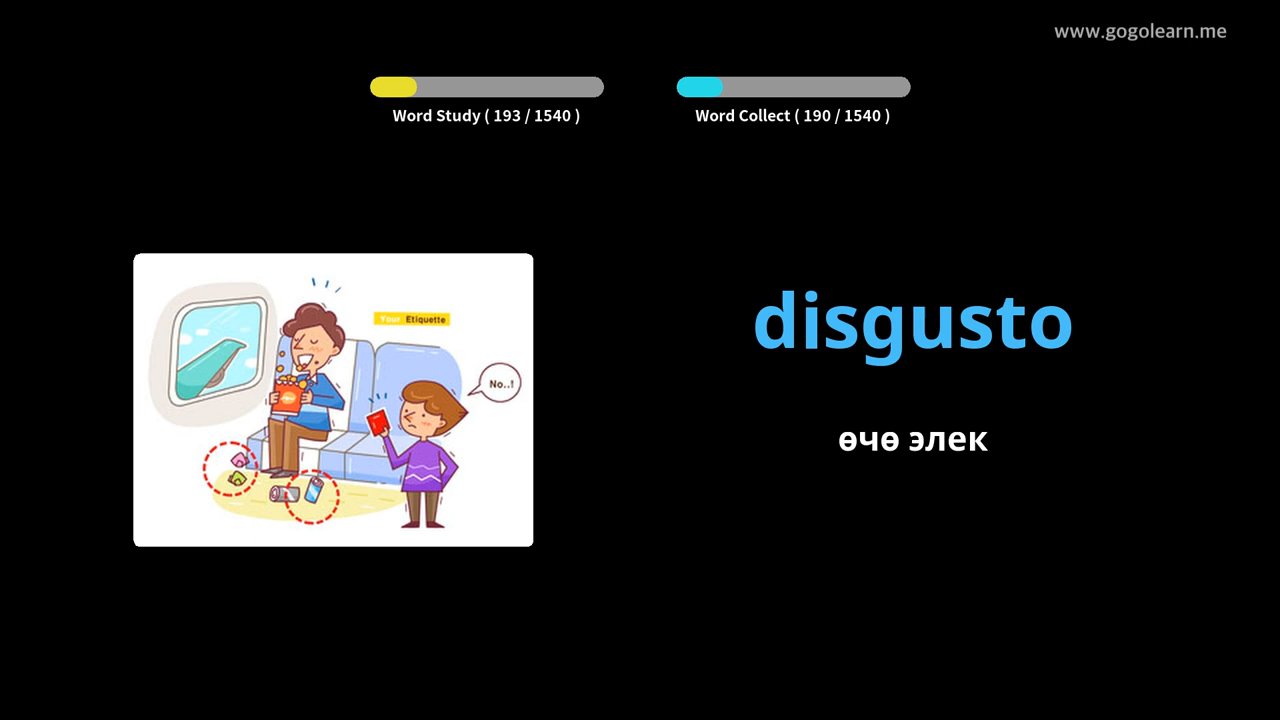 www.gogolearn.me
Word Study ( 193 / 1540 )
Word Collect ( 190 / 1540 )
Your Etiquette
No..!
disgusto
өчө элек